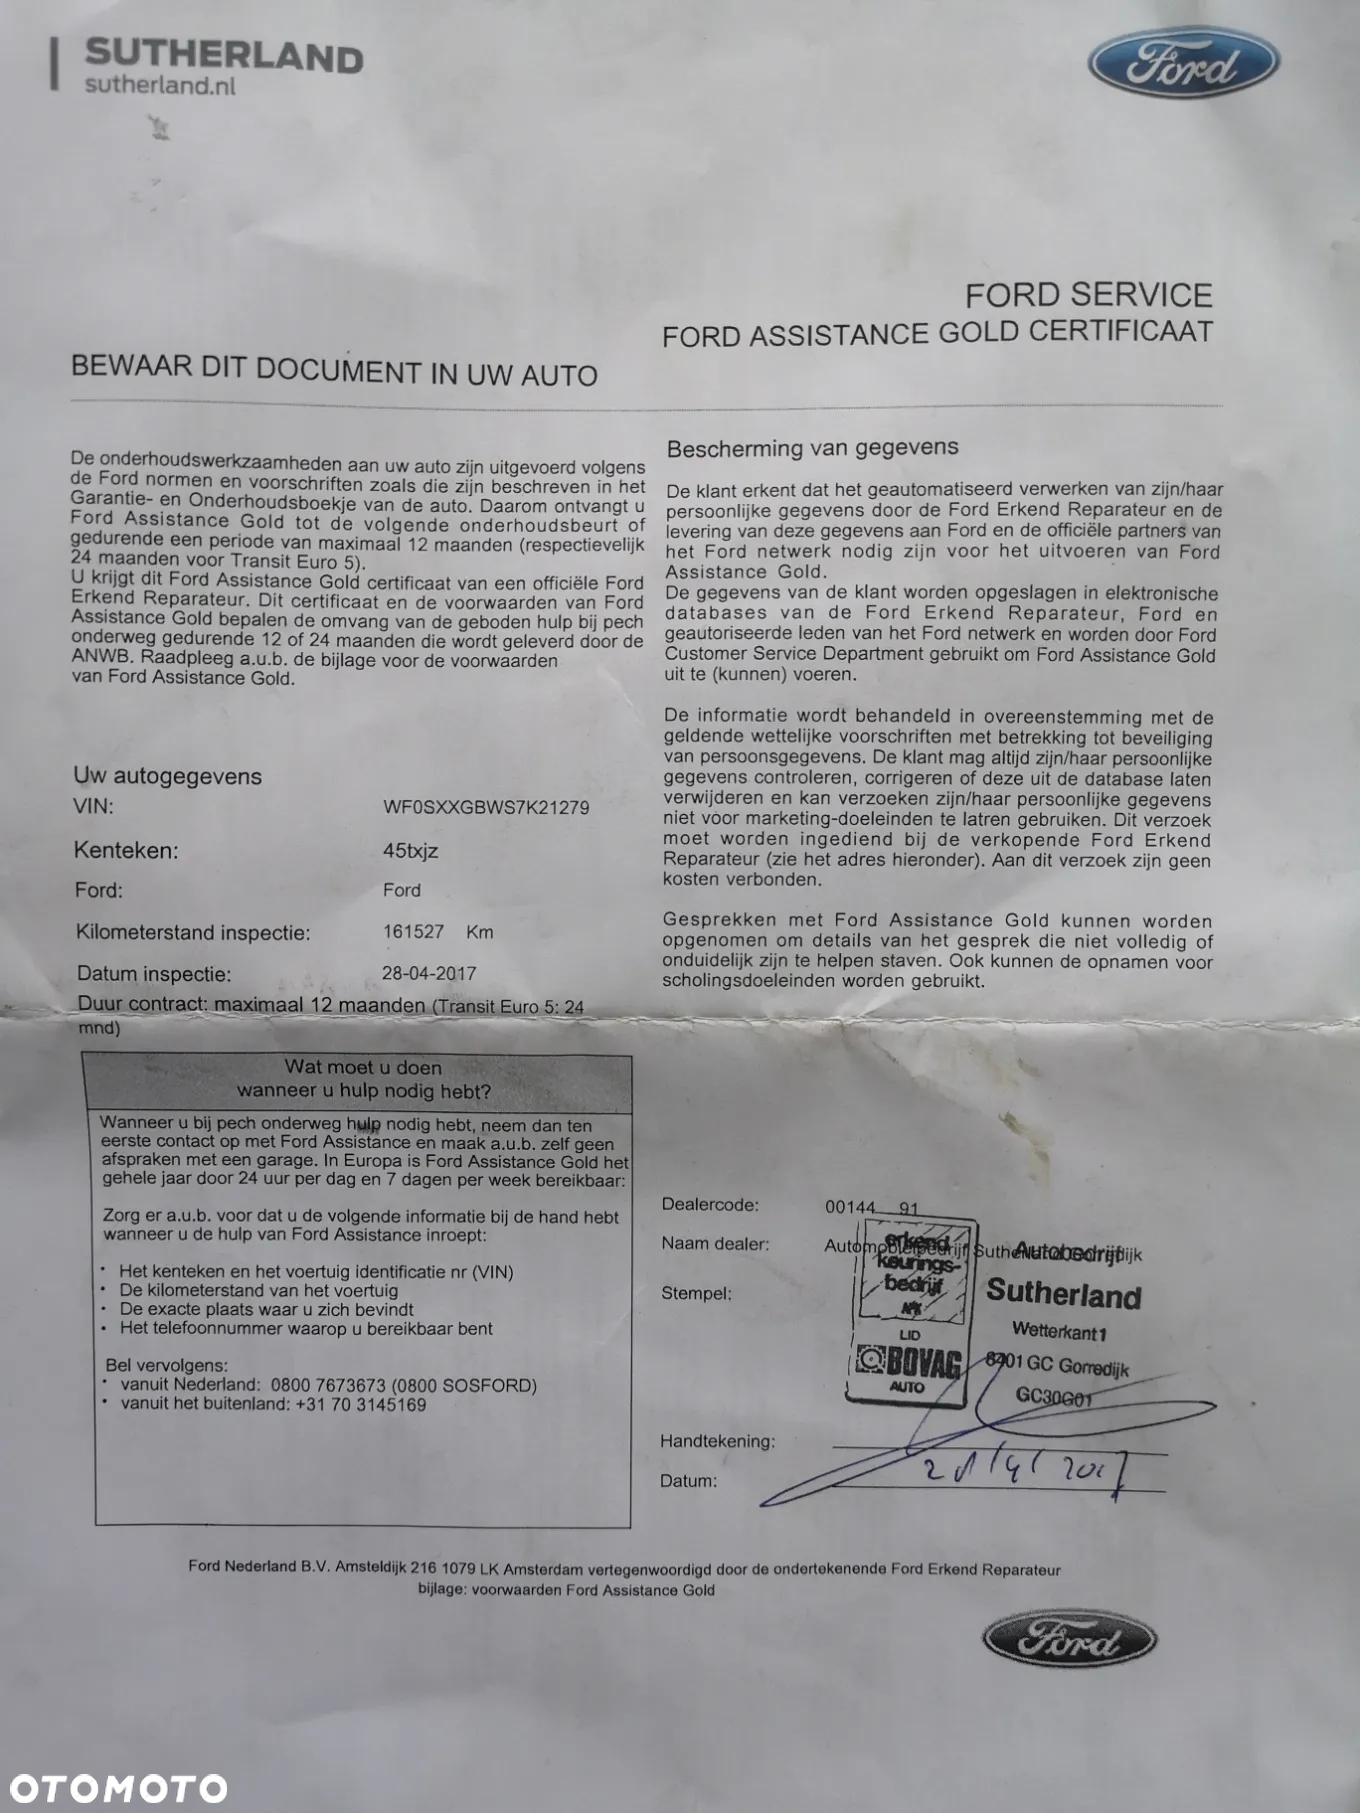 SUTHERLAND
sutherland.nl
Ford
FORD SERVICE
FORD ASSISTANCE GOLD CERTIFICAAT
BEWAAR DIT DOCUMENT IN UW AUTO
De onderhoudswerkzaamheden aan uw auto zijn uitgevoerd volgens
de Ford normen en voorschriften zoals die zijn beschreven in het
Garantie- en Onderhoudsboekje van de auto. Daarom ontvangt u
Ford Assistance Gold tot de volgende onderhoudsbeurt of
gedurende een periode van maximaal 12 maanden (respectievelijk
24 maanden voor Transit Euro 5).
U krijgt dit Ford Assistance Gold certificaat van een officiële Ford
Erkend Reparateur. Dit certificaat en de voorwaarden van Ford
Assistance Gold bepalen de omvang van de geboden hulp bij pech
onderweg gedurende 12 of 24 maanden die wordt geleverd door de
ANWB. Raadpleeg a.u.b. de bijlage voor de voorwaarden
van Ford Assistance Gold.
Uw autogegevens
VIN: WF0SXXGBWS7K21279
Kenteken: 45txjz
Ford: Ford
Kilometerstand inspectie: 161527 Km
Datum inspectie: 28-04-2017
Duur contract: maximaal 12 maanden (Transit Euro 5: 24
mnd)
Wat moet u doen
wanneer u hulp nodig hebt?
Wanneer u bij pech onderweg hulp nodig hebt, neem dan ten
eerste contact op met Ford Assistance en maak a.u.b. zelf geen
afspraken met een garage. In Europa is Ford Assistance Gold het
gehele jaar door 24 uur per dag en 7 dagen per week bereikbaar:
Zorg er a.u.b. voor dat u de volgende informatie bij de hand hebt
wanneer u de hulp van Ford Assistance inroept:
• Het kenteken en het voertuig identificatie nr (VIN)
• De kilometerstand van het voertuig
• De exacte plaats waar u zich bevindt
• Het telefoonnummer waarop u bereikbaar bent
Bel vervolgens:
• vanuit Nederland: 0800 7673673 (0800 SOSFORD)
• vanuit het buitenland: +31 70 3145169
Bescherming van gegevens
De klant erkent dat het geautomatiseerd verwerken van zijn/haar
persoonlijke gegevens door de Ford Erkend Reparateur en de
levering van deze gegevens aan Ford en de officiële partners van
het Ford netwerk nodig zijn voor het uitvoeren van Ford
Assistance Gold.
De gegevens van de klant worden opgeslagen in elektronische
databases van de Ford Erkend Reparateur, Ford en
geautoriseerde leden van het Ford netwerk en worden door Ford
Customer Service Department gebruikt om Ford Assistance Gold
uit te (kunnen) voeren.
De informatie wordt behandeld in overeenstemming met de
geldende wettelijke voorschriften met betrekking tot beveiliging
van persoonsgegevens. De klant mag altijd zijn/haar persoonlijke
gegevens controleren, corrigeren of deze uit de database laten
verwijderen en kan verzoeken zijn/haar persoonlijke gegevens
niet voor marketing-doeleinden te latren gebruiken. Dit verzoek
moet worden ingediend bij de verkopende Ford Erkend
Reparateur (zie het adres hieronder). Aan dit verzoek zijn geen
kosten verbonden.
Gesprekken met Ford Assistance Gold kunnen worden
opgenomen om details van het gesprek die niet volledig of
onduidelijk zijn te helpen staven. Ook kunnen de opnamen voor
scholingsdoeleinden worden gebruikt.
Dealercode: 00144 91
Naam dealer: Automobielbedrijf Sutherland Gorredijk
Stempel:
erkend
keurings-
bedrijf
APK
LID
BOVAG
AUTO
Autobedrijf
Sutherland
Wetterkant 1
8401 GC Gorredijk
GC30G01
Handtekening:
Datum: 28/4/2017
Ford Nederland B.V. Amsteldijk 216 1079 LK Amsterdam vertegenwoordigd door de ondertekenende Ford Erkend Reparateur
bijlage: voorwaarden Ford Assistance Gold
Ford
OTOMOTO